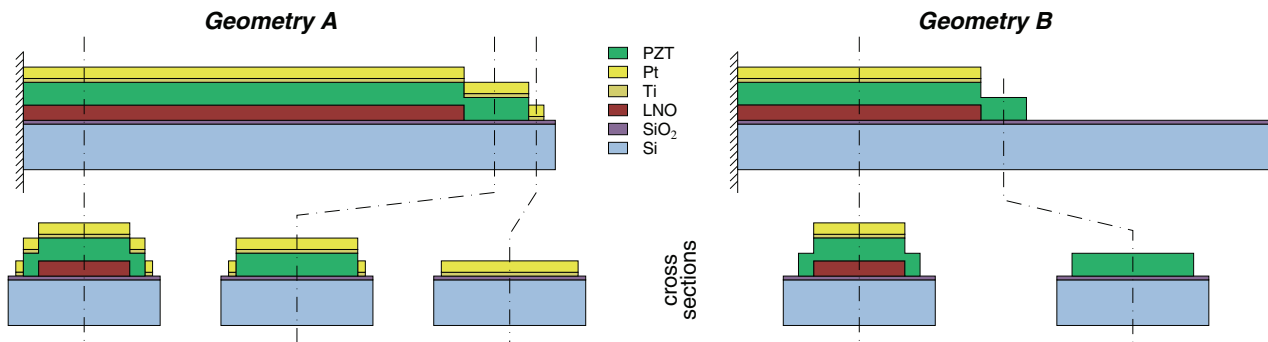 Geometry A
Geometry B
PZT
Pt
Ti
LNO
SiO₂
Si
cross
sections